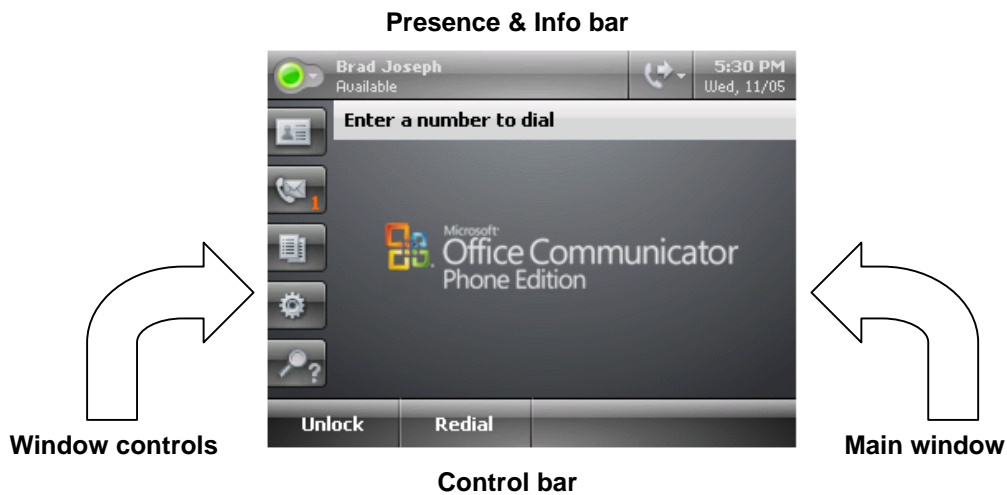 Presence & Info bar
Brad Joseph
Available
5:30 PM
Wed, 11/05
Enter a number to dial
1
Microsoft
Office Communicator
Phone Edition
?
Unlock
Redial
Window controls
Main window
Control bar